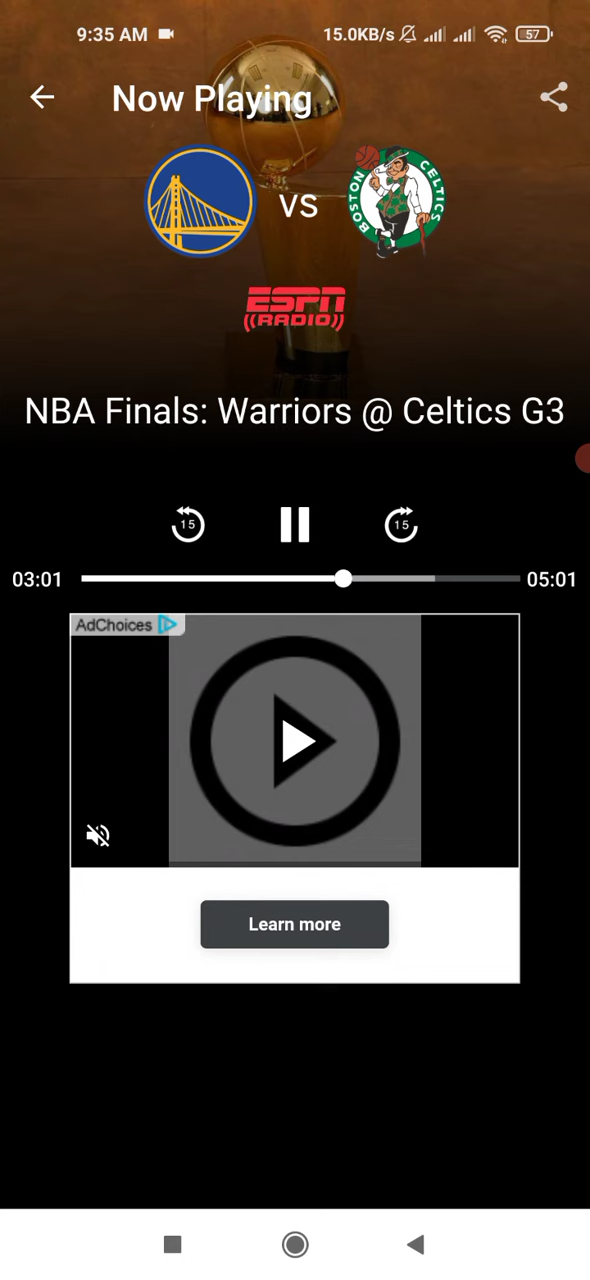 9:35 AM
15.0KB/s
57
Now Playing
VS
BOSTON CELTICS
ESPN
((RADIO))
NBA Finals: Warriors @ Celtics G3
15
15
03:01
05:01
AdChoices
Learn more